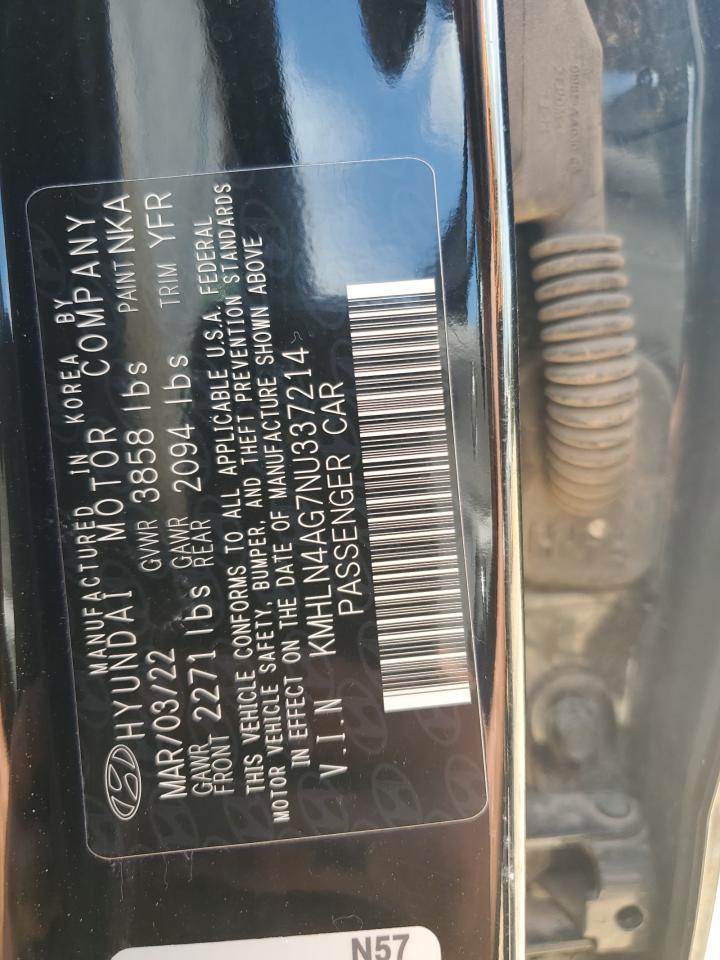 MANUFACTURED IN KOREA BY
HYUNDAI MOTOR COMPANY
MAR/03/22 GVWR 3858 lbs PAINT NKA
GAWR FRONT 2271 lbs GAWR REAR 2094 lbs TRIM YFR
THIS VEHICLE CONFORMS TO ALL APPLICABLE U.S.A. FEDERAL
MOTOR VEHICLE SAFETY, BUMPER, AND THEFT PREVENTION STANDARDS
IN EFFECT ON THE DATE OF MANUFACTURE SHOWN ABOVE
V.I.N KMHLN4AG7NU337214
PASSENGER CAR
N57